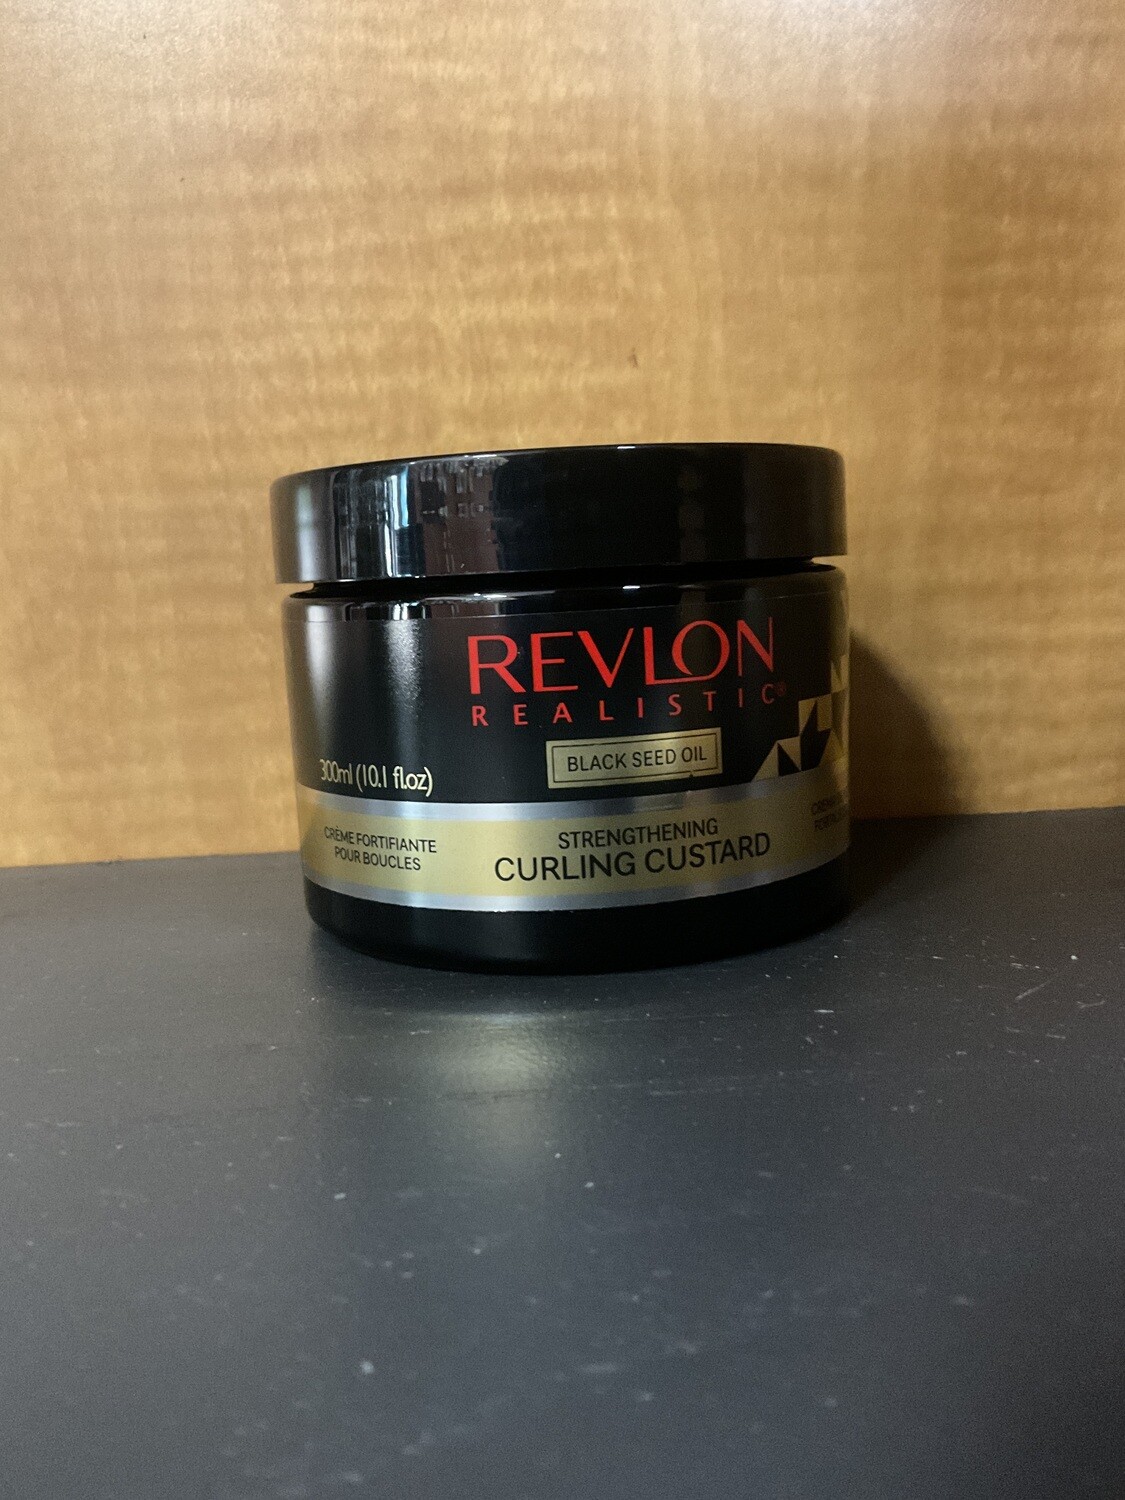 REVLON
REALISTIC®
BLACK SEED OIL
300ml (10.1 fl.oz)
CRÈME FORTIFIANTE
POUR BOUCLES
STRENGTHENING
CURLING CUSTARD